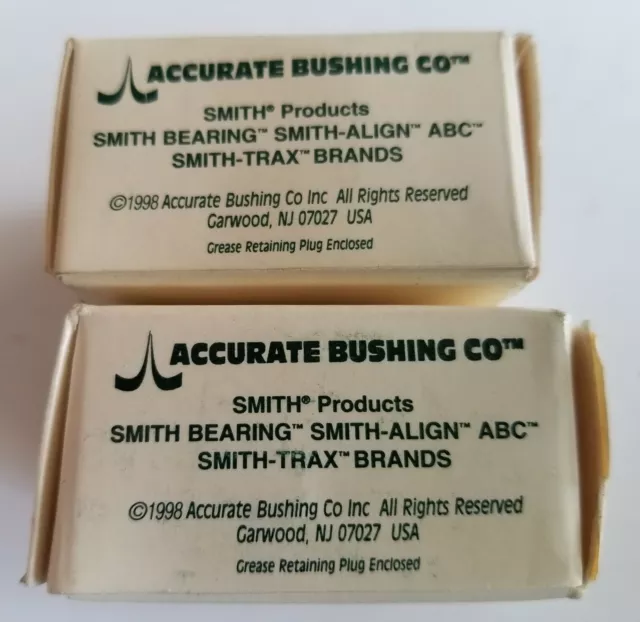 ACCURATE BUSHING CO™
SMITH® Products
SMITH BEARING™ SMITH-ALIGN™ ABC™
SMITH-TRAX™ BRANDS
©1998 Accurate Bushing Co Inc All Rights Reserved
Garwood, NJ 07027 USA
Grease Retaining Plug Enclosed
ACCURATE BUSHING CO™
SMITH® Products
SMITH BEARING™ SMITH-ALIGN™ ABC™
SMITH-TRAX™ BRANDS
©1998 Accurate Bushing Co Inc All Rights Reserved
Garwood, NJ 07027 USA
Grease Retaining Plug Enclosed